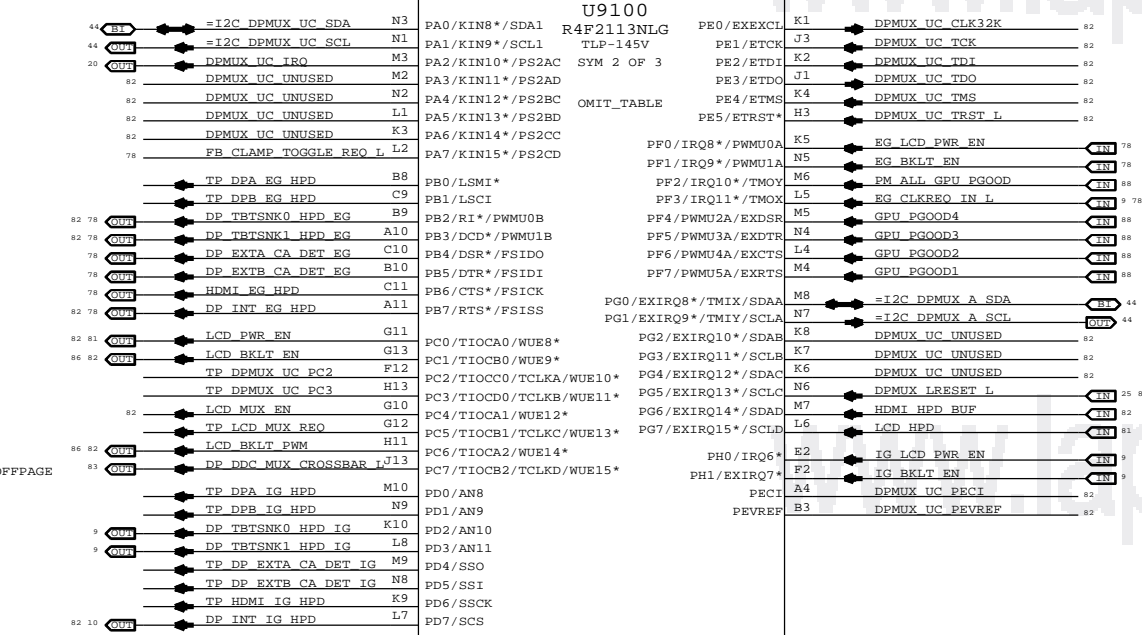 U9100
R4F2113NLG
TLP-145V
SYM 2 OF 3
OMIT_TABLE
44 BI =I2C_DPMUX_UC_SDA N3 PA0/KIN8*/SDA1
44 OUT =I2C_DPMUX_UC_SCL N1 PA1/KIN9*/SCL1
20 OUT DPMUX_UC_IRQ M3 PA2/KIN10*/PS2AC
82 DPMUX_UC_UNUSED M2 PA3/KIN11*/PS2AD
82 DPMUX_UC_UNUSED N2 PA4/KIN12*/PS2BC
82 DPMUX_UC_UNUSED L1 PA5/KIN13*/PS2BD
82 DPMUX_UC_UNUSED K3 PA6/KIN14*/PS2CC
78 FB_CLAMP_TOGGLE_REQ_L L2 PA7/KIN15*/PS2CD
TP_DPA_EG_HPD B8 PB0/LSMI*
TP_DPB_EG_HPD C9 PB1/LSCI
82 78 OUT DP_TBTSNK0_HPD_EG B9 PB2/RI*/PWMU0B
82 78 OUT DP_TBTSNK1_HPD_EG A10 PB3/DCD*/PWMU1B
78 OUT DP_EXTA_CA_DET_EG C10 PB4/DSR*/FSIDO
78 OUT DP_EXTB_CA_DET_EG B10 PB5/DTR*/FSIDI
78 OUT HDMI_EG_HPD C11 PB6/CTS*/FSICK
82 78 OUT DP_INT_EG_HPD A11 PB7/RTS*/FSISS
82 81 OUT LCD_PWR_EN G11 PC0/TIOCA0/WUE8*
86 82 OUT LCD_BKLT_EN G13 PC1/TIOCB0/WUE9*
TP_DPMUX_UC_PC2 F12 PC2/TIOCC0/TCLKA/WUE10*
TP_DPMUX_UC_PC3 H13 PC3/TIOCD0/TCLKB/WUE11*
82 LCD_MUX_EN G10 PC4/TIOCA1/WUE12*
TP_LCD_MUX_REQ G12 PC5/TIOCB1/TCLKC/WUE13*
86 82 OUT LCD_BKLT_PWM H11 PC6/TIOCA2/WUE14*
OFFPAGE 83 OUT DP_DDC_MUX_CROSSBAR_L J13 PC7/TIOCB2/TCLKD/WUE15*
TP_DPA_IG_HPD M10 PD0/AN8
TP_DPB_IG_HPD N9 PD1/AN9
9 OUT DP_TBTSNK0_HPD_IG K10 PD2/AN10
9 OUT DP_TBTSNK1_HPD_IG L8 PD3/AN11
TP_DP_EXTA_CA_DET_IG M9 PD4/SSO
TP_DP_EXTB_CA_DET_IG N8 PD5/SSI
TP_HDMI_IG_HPD K9 PD6/SSCK
82 10 OUT DP_INT_IG_HPD L7 PD7/SCS
PE0/EXEXCL K1 DPMUX_UC_CLK32K 82
PE1/ETCK J3 DPMUX_UC_TCK 82
PE2/ETDI K2 DPMUX_UC_TDI 82
PE3/ETDO J1 DPMUX_UC_TDO 82
PE4/ETMS K4 DPMUX_UC_TMS 82
PE5/ETRST* H3 DPMUX_UC_TRST_L 82
PF0/IRQ8*/PWMU0A K5 EG_LCD_PWR_EN IN 78
PF1/IRQ9*/PWMU1A N5 EG_BKLT_EN IN 78
PF2/IRQ10*/TMOY M6 PM_ALL_GPU_PGOOD IN 88
PF3/IRQ11*/TMOX L5 EG_CLKREQ_IN_L IN 9 78
PF4/PWMU2A/EXDSR M5 GPU_PGOOD4 IN 88
PF5/PWMU3A/EXDTR N4 GPU_PGOOD3 IN 88
PF6/PWMU4A/EXCTS L4 GPU_PGOOD2 IN 88
PF7/PWMU5A/EXRTS M4 GPU_PGOOD1 IN 88
PG0/EXIRQ8*/TMIX/SDAA M8 =I2C_DPMUX_A_SDA BI 44
PG1/EXIRQ9*/TMIY/SCLA N7 =I2C_DPMUX_A_SCL OUT 44
PG2/EXIRQ10*/SDAB K8 DPMUX_UC_UNUSED 82
PG3/EXIRQ11*/SCLB K7 DPMUX_UC_UNUSED 82
PG4/EXIRQ12*/SDAC K6 DPMUX_UC_UNUSED 82
PG5/EXIRQ13*/SCLC N6 DPMUX_LRESET_L IN 25 8
PG6/EXIRQ14*/SDAD M7 HDMI_HPD_BUF IN 82
PG7/EXIRQ15*/SCLD L6 LCD_HPD IN 81
PH0/IRQ6* E2 IG_LCD_PWR_EN IN 9
PH1/EXIRQ7* F2 IG_BKLT_EN IN 9
PECI A4 DPMUX_UC_PECI 82
PEVREF B3 DPMUX_UC_PEVREF 82
www.lap